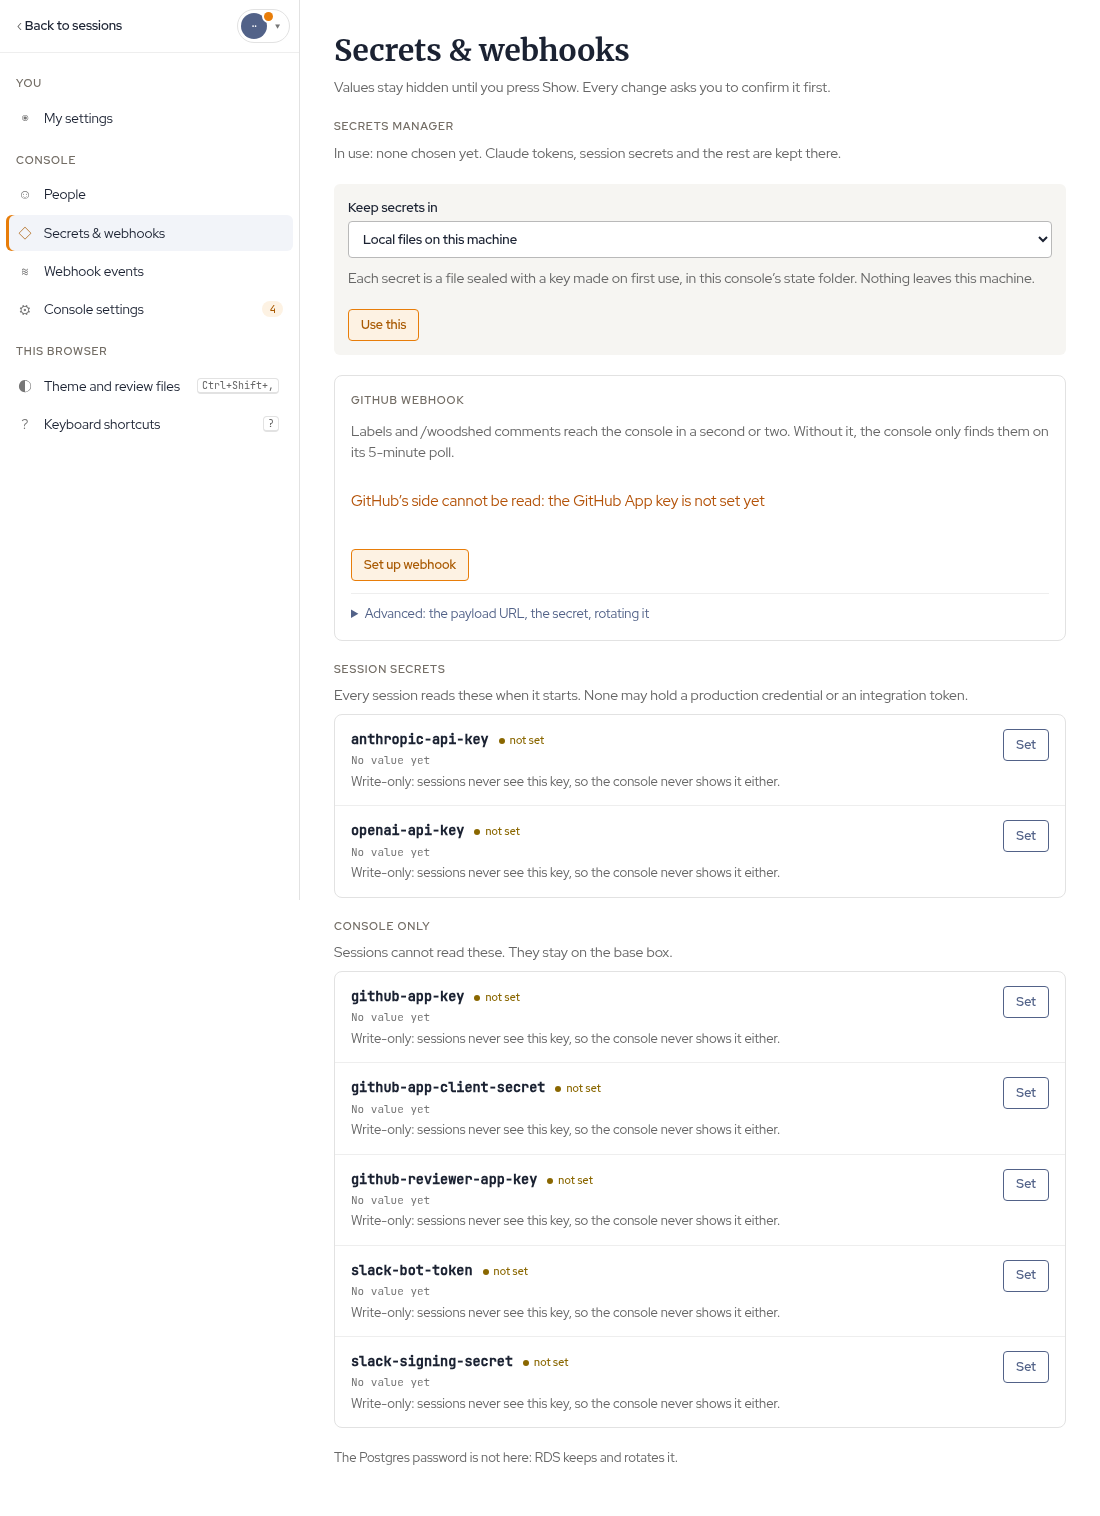 ‹ Back to sessions
YOU
My settings
CONSOLE
People
Secrets & webhooks
Webhook events
Console settings 4
THIS BROWSER
Theme and review files Ctrl+Shift+,
? Keyboard shortcuts ?
Secrets & webhooks
Values stay hidden until you press Show. Every change asks you to confirm it first.
SECRETS MANAGER
In use: none chosen yet. Claude tokens, session secrets and the rest are kept there.
Keep secrets in
Local files on this machine
Each secret is a file sealed with a key made on first use, in this console’s state folder. Nothing leaves this machine.
Use this
GITHUB WEBHOOK
Labels and /woodshed comments reach the console in a second or two. Without it, the console only finds them on
its 5-minute poll.
GitHub’s side cannot be read: the GitHub App key is not set yet
Set up webhook
Advanced: the payload URL, the secret, rotating it
SESSION SECRETS
Every session reads these when it starts. None may hold a production credential or an integration token.
anthropic-api-key not set Set
No value yet
Write-only: sessions never see this key, so the console never shows it either.
openai-api-key not set Set
No value yet
Write-only: sessions never see this key, so the console never shows it either.
CONSOLE ONLY
Sessions cannot read these. They stay on the base box.
github-app-key not set Set
No value yet
Write-only: sessions never see this key, so the console never shows it either.
github-app-client-secret not set Set
No value yet
Write-only: sessions never see this key, so the console never shows it either.
github-reviewer-app-key not set Set
No value yet
Write-only: sessions never see this key, so the console never shows it either.
slack-bot-token not set Set
No value yet
Write-only: sessions never see this key, so the console never shows it either.
slack-signing-secret not set Set
No value yet
Write-only: sessions never see this key, so the console never shows it either.
The Postgres password is not here: RDS keeps and rotates it.